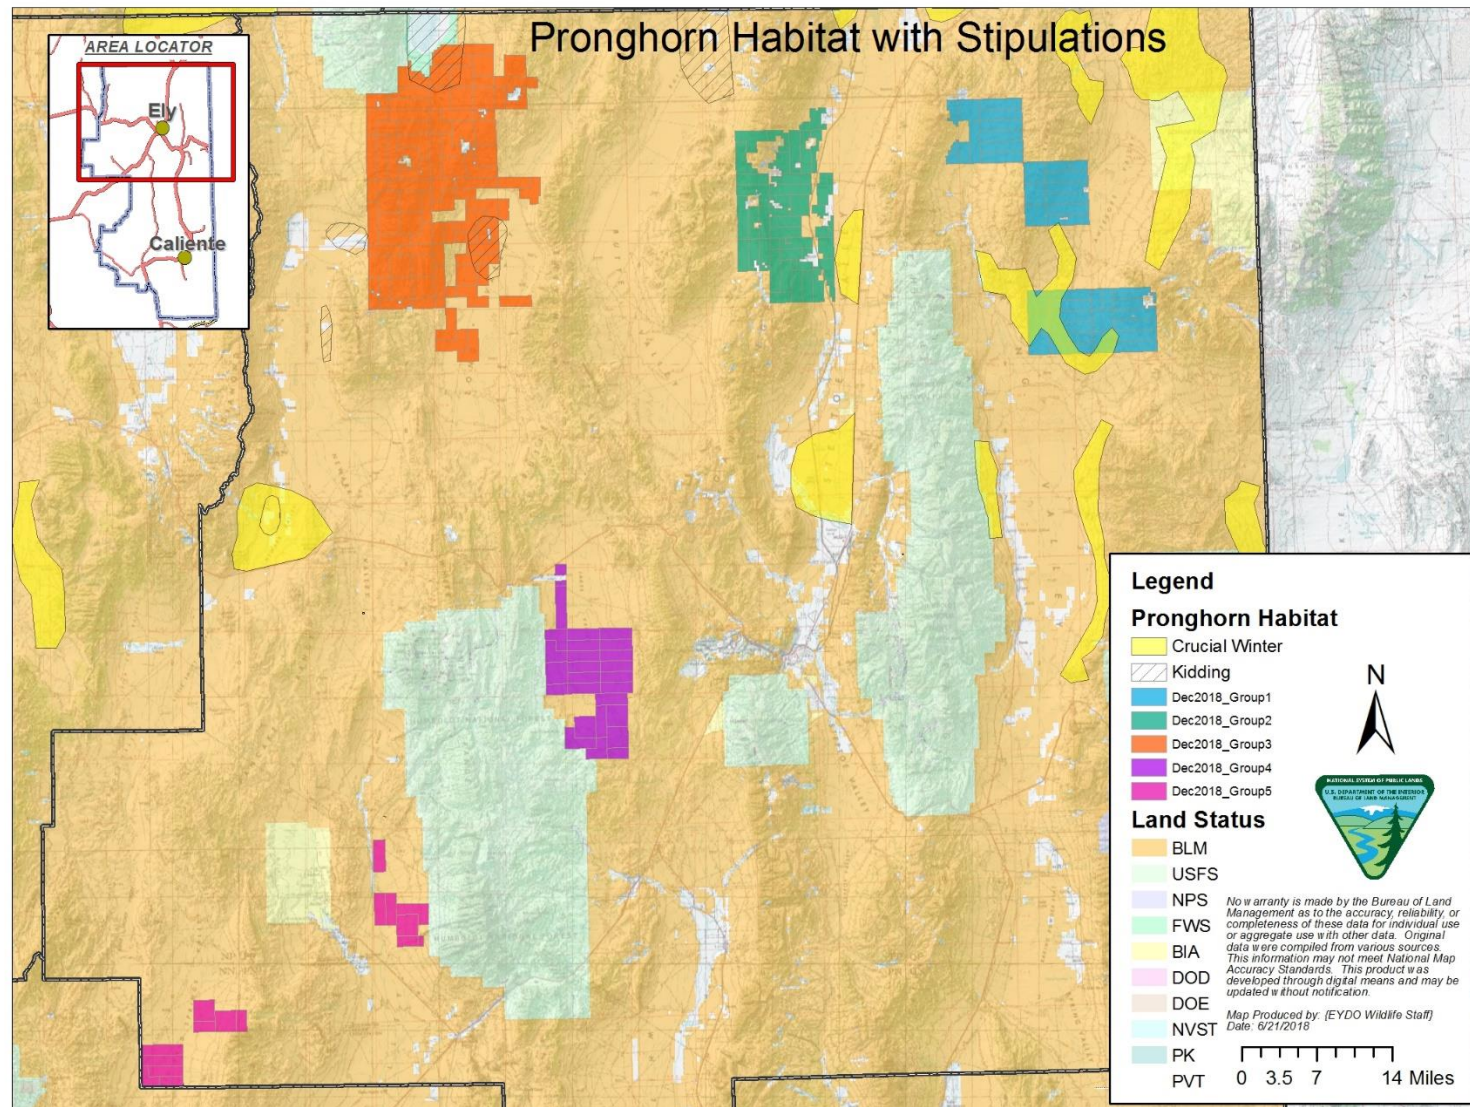 Pronghorn Habitat with Stipulations
AREA LOCATOR
Ely
Caliente
Legend
Pronghorn Habitat
Crucial Winter
Kidding
Dec2018_Group1
Dec2018_Group2
Dec2018_Group3
Dec2018_Group4
Dec2018_Group5
Land Status
BLM
USFS
NPS
FWS
BIA
DOD
DOE
NVST
PK
PVT
N
NATIONAL SYSTEM OF PUBLIC LANDS
U.S. DEPARTMENT OF THE INTERIOR
BUREAU OF LAND MANAGEMENT
No warranty is made by the Bureau of Land
Management as to the accuracy, reliability, or
completeness of these data for individual use
or aggregate use with other data. Original
data were compiled from various sources.
This information may not meet National Map
Accuracy Standards. This product was
developed through digital means and may be
updated without notification.
Map Produced by: {EYDO Wildlife Staff}
Date: 6/21/2018
0 3.5 7 14 Miles